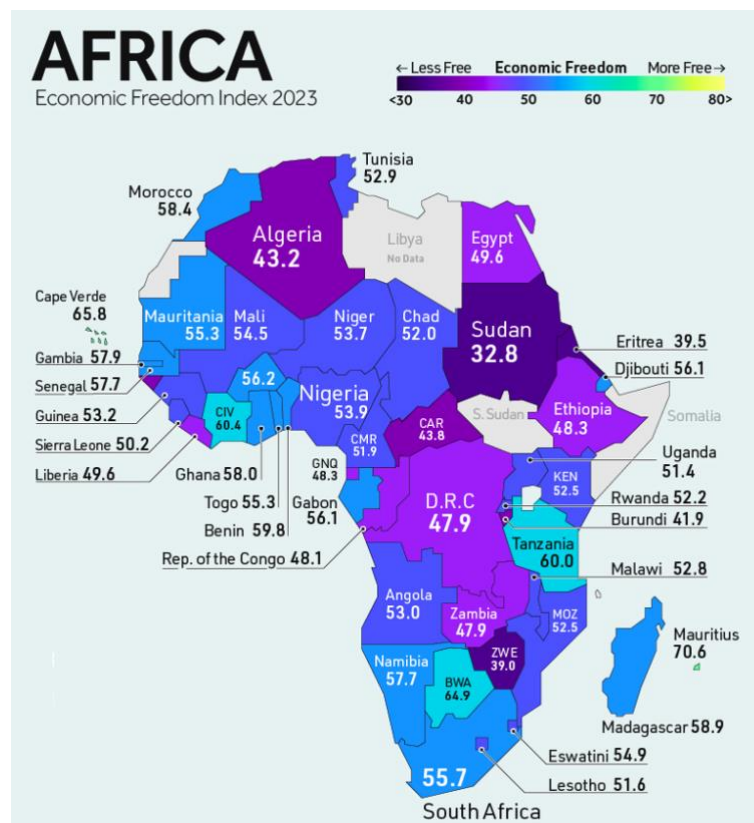 AFRICA
Economic Freedom Index 2023
← Less Free Economic Freedom More Free →
<30 40 50 60 70 80>
Tunisia
52.9
Morocco
58.4
Algeria
43.2
Libya
No Data
Egypt
49.6
Cape Verde
65.8
Mauritania
55.3
Mali
54.5
Niger
53.7
Chad
52.0
Sudan
32.8
Eritrea 39.5
Djibouti 56.1
Gambia 57.9
Senegal 57.7
Guinea 53.2
Sierra Leone 50.2
Liberia 49.6
56.2
CIV
60.4
Nigeria
53.9
CMR
51.9
CAR
43.8
S. Sudan
Ethiopia
48.3
Somalia
Ghana 58.0
Togo 55.3
Benin 59.8
GNQ
48.3
Gabon
56.1
Rep. of the Congo 48.1
D.R.C
47.9
Uganda
51.4
KEN
52.5
Rwanda 52.2
Burundi 41.9
Tanzania
60.0
Malawi 52.8
Angola
53.0
Zambia
47.9
MOZ
52.5
ZWE
39.0
Namibia
57.7
BWA
64.9
Mauritius
70.6
Madagascar 58.9
Eswatini 54.9
Lesotho 51.6
55.7
South Africa